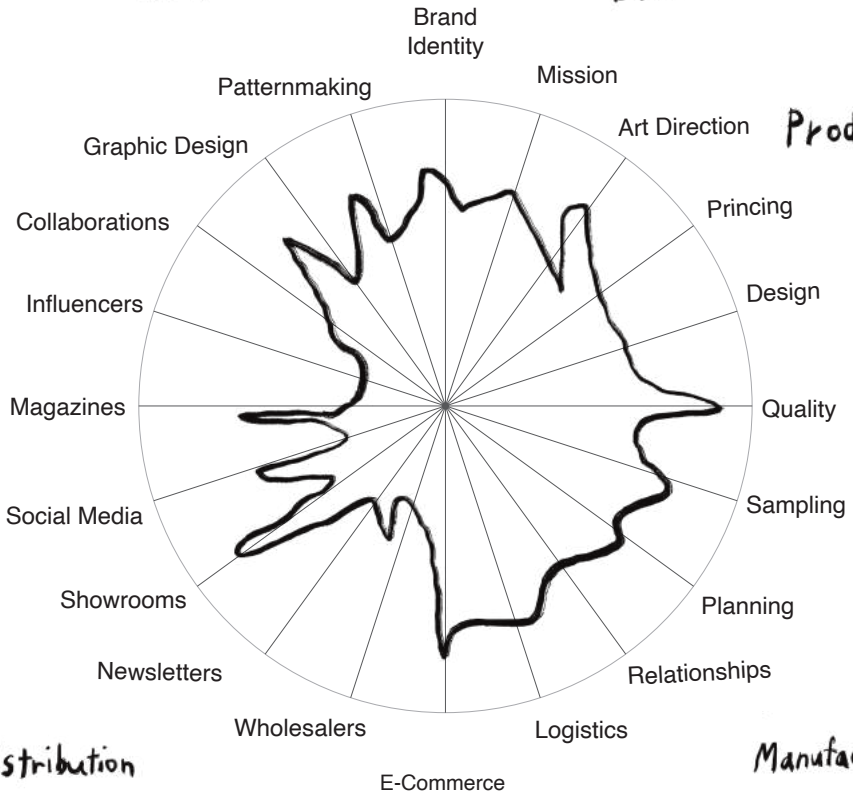 Brand
Identity
Mission
Patternmaking
Art Direction
Prod
Graphic Design
Princing
Collaborations
Design
Influencers
Magazines
Quality
Sampling
Social Media
Showrooms
Planning
Newsletters
Relationships
Wholesalers
Logistics
stribution
Manufa
E-Commerce